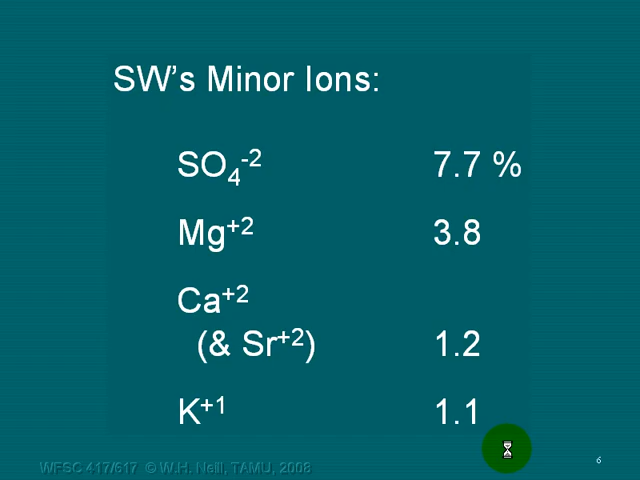 SW's Minor Ions:
SO₄⁻² 7.7 %
Mg⁺² 3.8
Ca⁺²
(& Sr⁺²) 1.2
K⁺¹ 1.1
WFSC 417/617 © W.H. Neill, TAMU, 2008
6